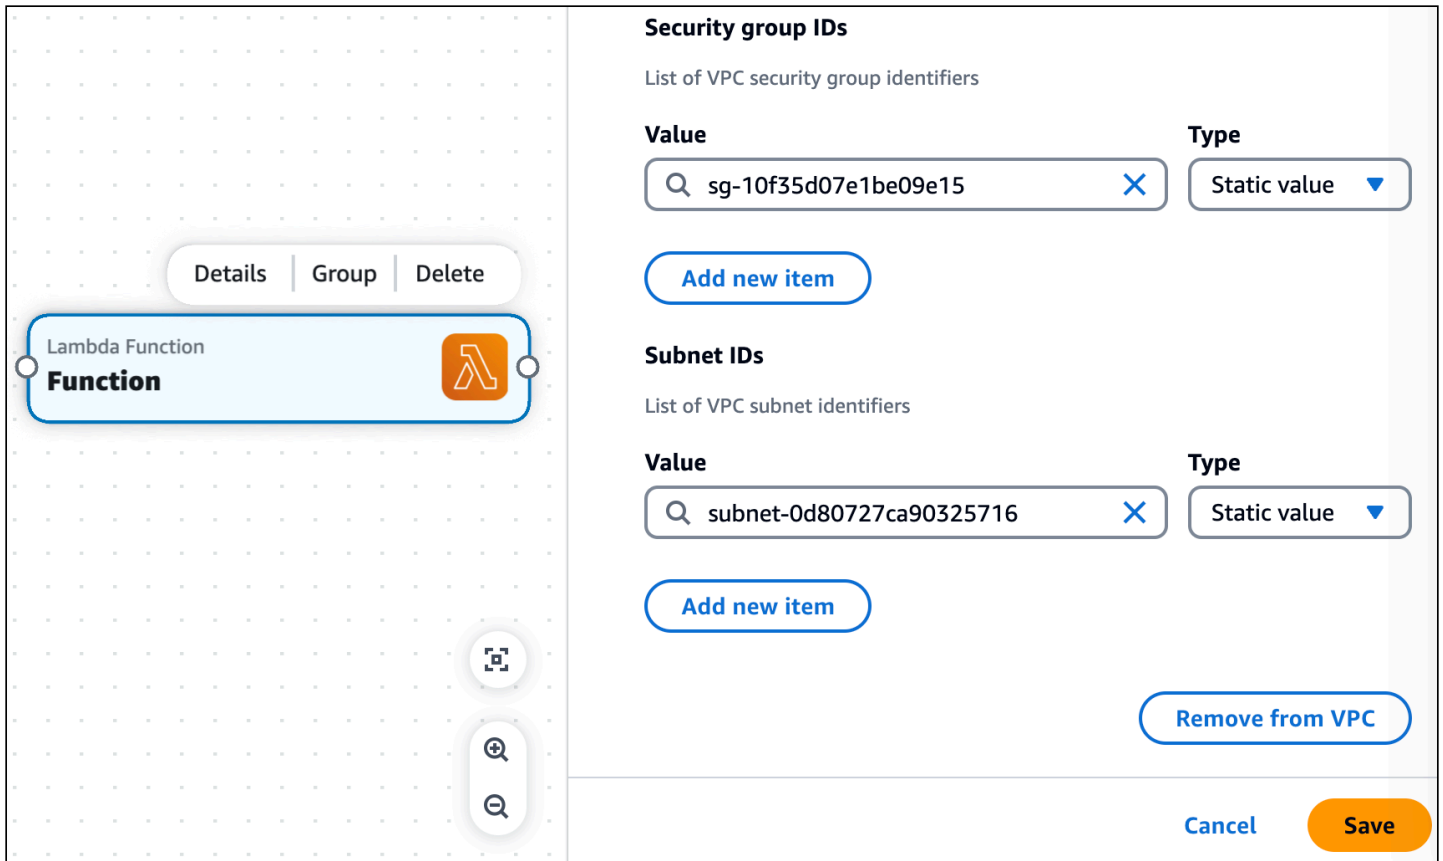 Details
Group
Delete
Lambda Function
Function
Security group IDs
List of VPC security group identifiers
Value
Type
sg-10f35d07e1be09e15
Static value
Add new item
Subnet IDs
List of VPC subnet identifiers
Value
Type
subnet-0d80727ca90325716
Static value
Add new item
Remove from VPC
Cancel
Save